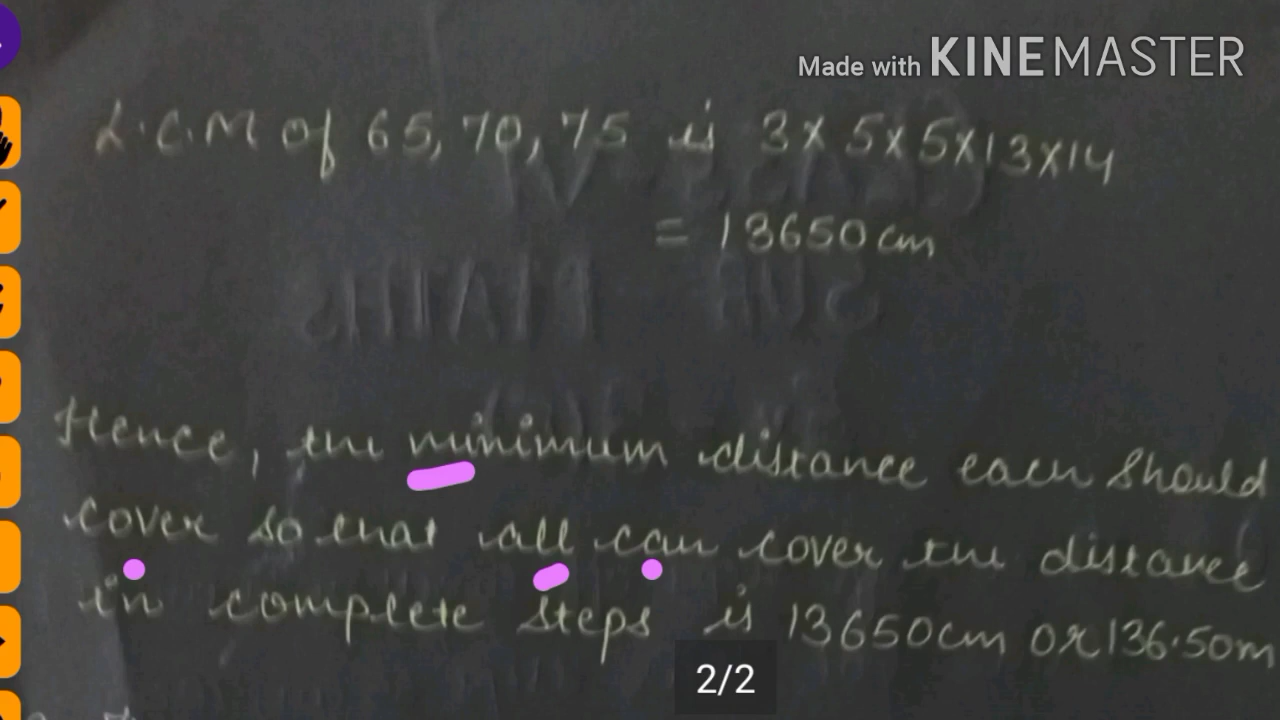 Made with KINEMASTER
L.C.M of 65, 70, 75 is 3 x 5 x 5 x 13 x 14
= 13650 cm
Hence, the minimum distance each should
cover so that all can cover the distance
in complete steps is 13650 cm or 136.50m
2/2